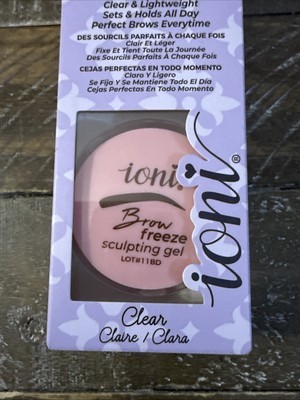 Clear & Lightweight
Sets & Holds All Day
Perfect Brows Everytime
DES SOURCILS PARFAITS À CHAQUE FOIS
Clair Et Léger
Fixe Et Tient Toute La Journée
Des Sourcils Parfaits À Chaque Fois
CEJAS PERFECTAS EN TODO MOMENTO
Claro Y Ligero
Se Fija Y Se Mantiene Todo El Día
Cejas Perfectas En Todo Momento
ioni®
ioni®
Brow
freeze
sculpting gel
LOT#11BD
Clear
Claire / Clara